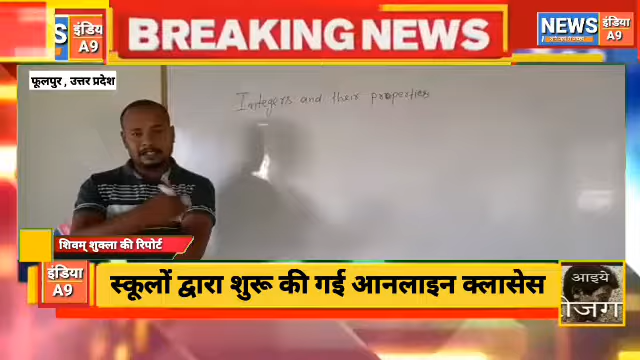 इंडिया
A9
BREAKING NEWS
NEWS
इंडिया
A9
फूलपुर , उत्तर प्रदेश
Integers and their properties
शिवम् शुक्ला की रिपोर्ट
इंडिया
A9
स्कूलों द्वारा शुरू की गई आनलाइन क्लासेस
आइये